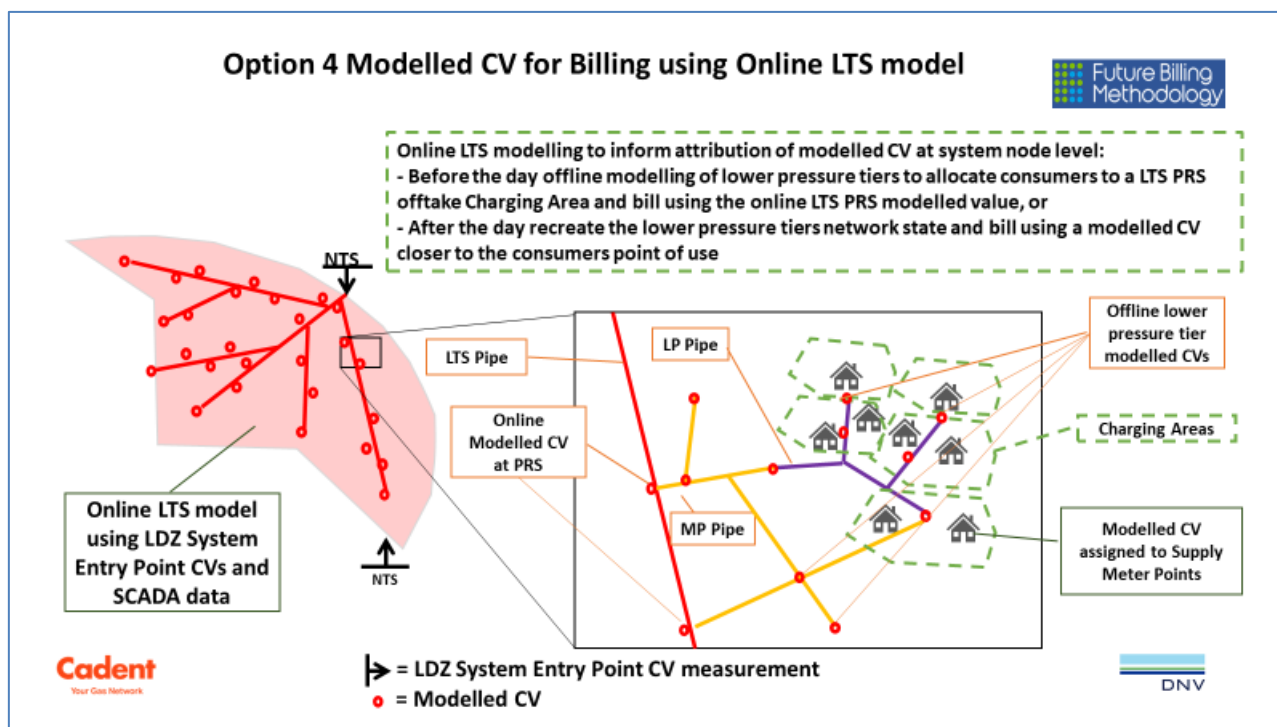 Option 4 Modelled CV for Billing using Online LTS model
Future Billing
Methodology
Online LTS modelling to inform attribution of modelled CV at system node level:
- Before the day offline modelling of lower pressure tiers to allocate consumers to a LTS PRS
offtake Charging Area and bill using the online LTS PRS modelled value, or
- After the day recreate the lower pressure tiers network state and bill using a modelled CV
closer to the consumers point of use
NTS
LTS Pipe
LP Pipe
Offline lower
pressure tier
modelled CVs
Online
Modelled CV
at PRS
Charging Areas
MP Pipe
Online LTS model
using LDZ System
Entry Point CVs and
SCADA data
Modelled CV
assigned to Supply
Meter Points
NTS
Cadent
Your Gas Network
= LDZ System Entry Point CV measurement
= Modelled CV
DNV